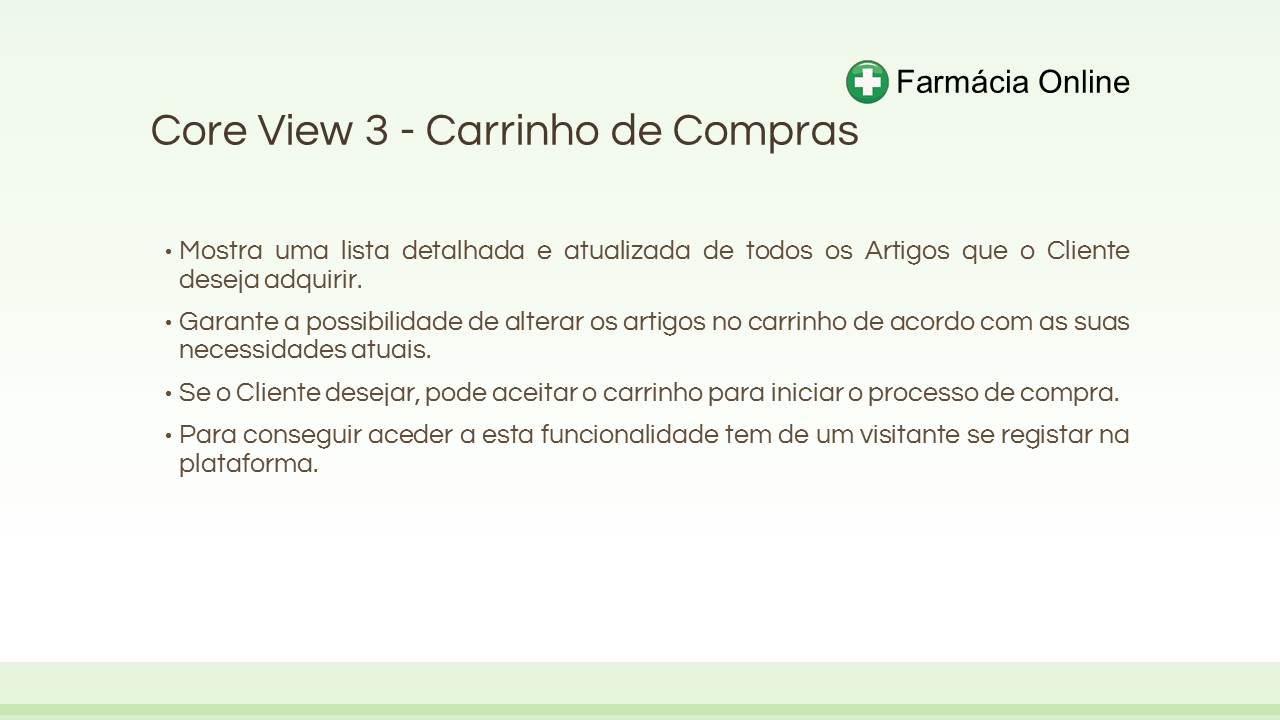 Farmácia Online
Core View 3 - Carrinho de Compras
• Mostra uma lista detalhada e atualizada de todos os Artigos que o Cliente
deseja adquirir.
• Garante a possibilidade de alterar os artigos no carrinho de acordo com as suas
necessidades atuais.
• Se o Cliente desejar, pode aceitar o carrinho para iniciar o processo de compra.
• Para conseguir aceder a esta funcionalidade tem de um visitante se registar na
plataforma.